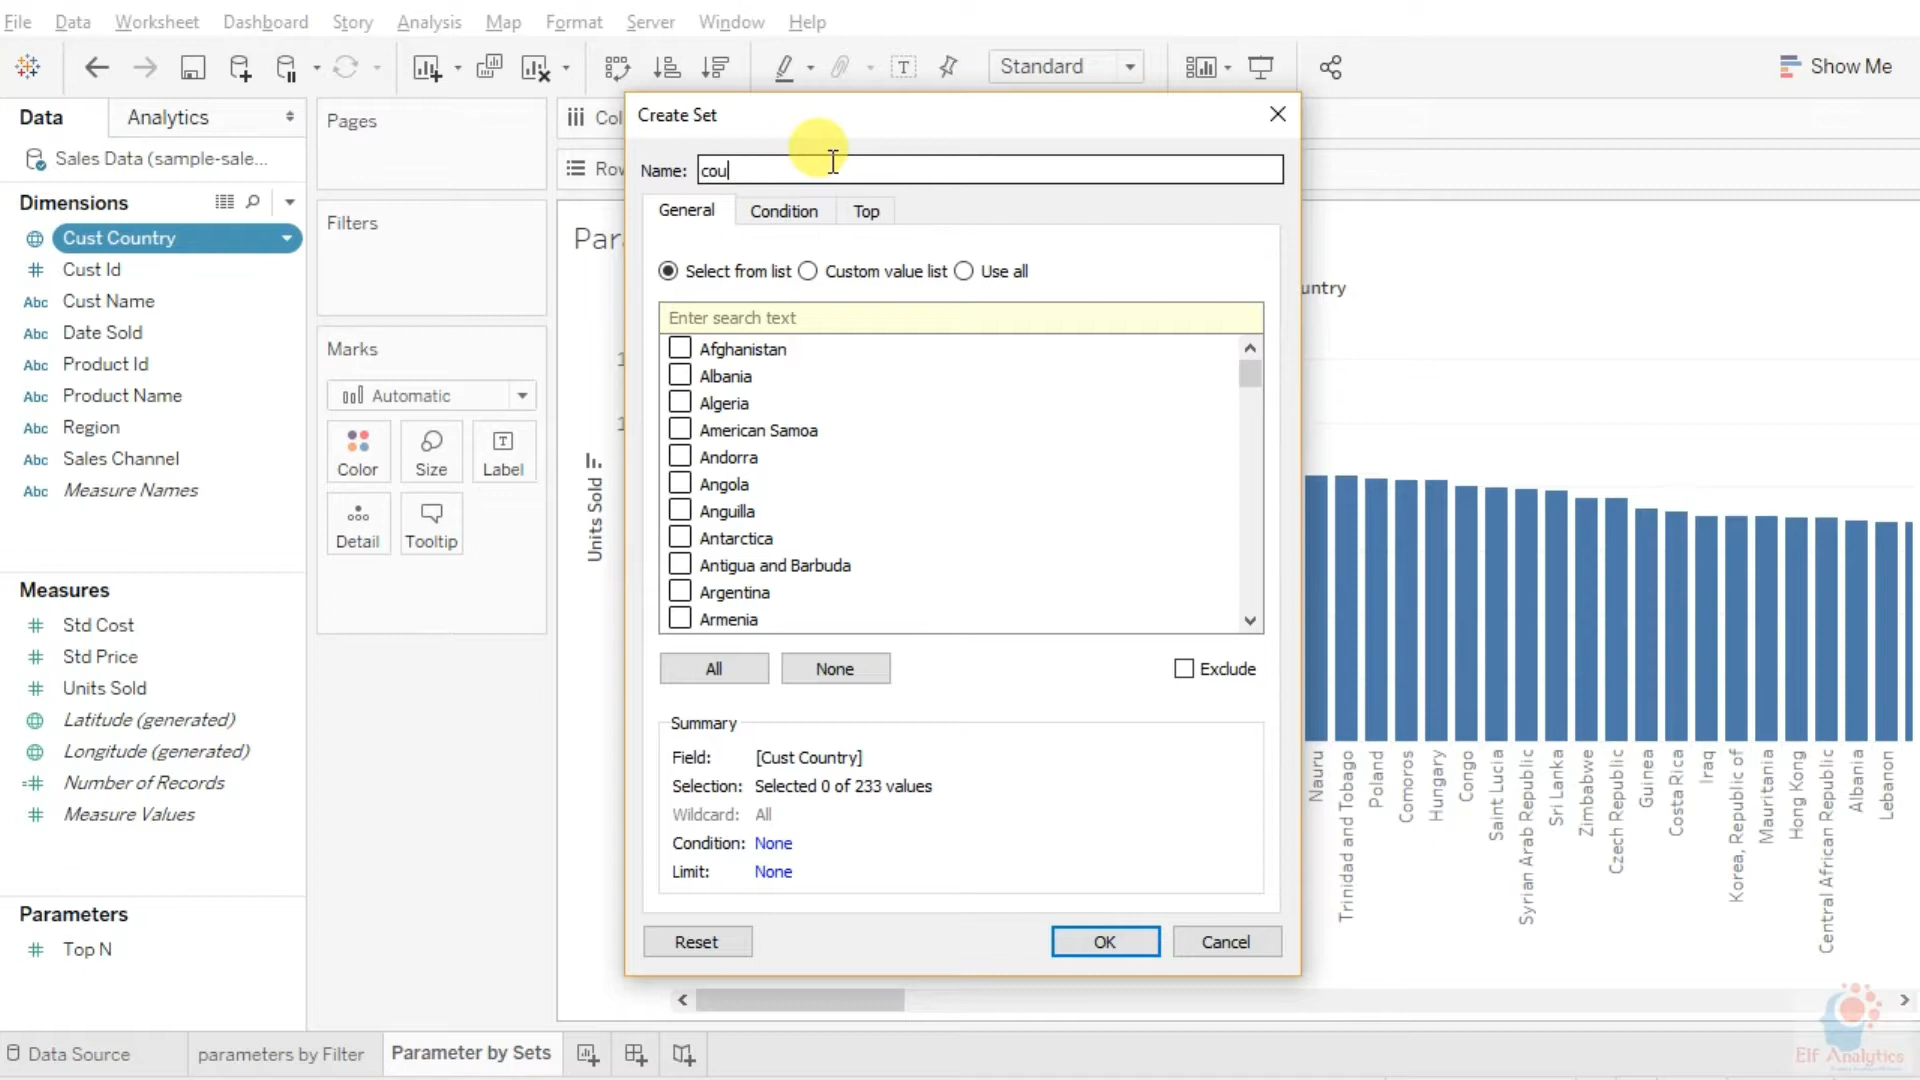 File Data Worksheet Dashboard Story Analysis Map Format Server Window Help
Standard
Show Me
Data
Analytics
Sales Data (sample-sale...
Dimensions
Cust Country
Cust Id
Abc Cust Name
Abc Date Sold
Abc Product Id
Abc Product Name
Abc Region
Abc Sales Channel
Abc Measure Names
Measures
Std Cost
Std Price
Units Sold
Latitude (generated)
Longitude (generated)
Number of Records
Measure Values
Parameters
Top N
Pages
Filters
Marks
Automatic
Color
Size
Label
Detail
Tooltip
iii Col
Row
Par
untry
Units Sold
Create Set
Name: cou
General
Condition
Top
Select from list
Custom value list
Use all
Enter search text
Afghanistan
Albania
Algeria
American Samoa
Andorra
Angola
Anguilla
Antarctica
Antigua and Barbuda
Argentina
Armenia
All
None
Exclude
Summary
Field: [Cust Country]
Selection: Selected 0 of 233 values
Wildcard: All
Condition: None
Limit: None
Reset
OK
Cancel
Nauru
Trinidad and Tobago
Poland
Comoros
Hungary
Congo
Saint Lucia
Syrian Arab Republic
Sri Lanka
Zimbabwe
Czech Republic
Guinea
Costa Rica
Iraq
Korea, Republic of
Mauritania
Hong Kong
Central African Republic
Albania
Lebanon
Data Source
parameters by Filter
Parameter by Sets
Elf Analytics